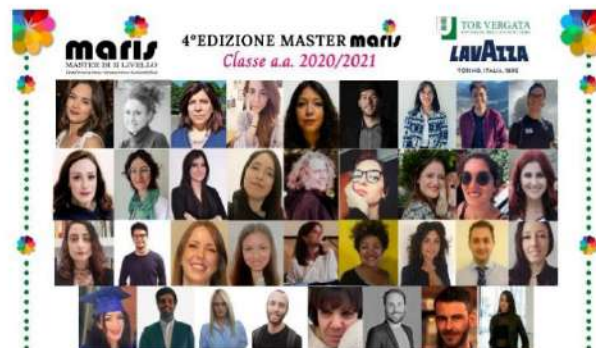 maris
MASTER DI II LIVELLO
4°EDIZIONE MASTER maris
Classe a.a. 2020/2021
TOR VERGATA
LAVAZZA
TORINO, ITALIA, 1895